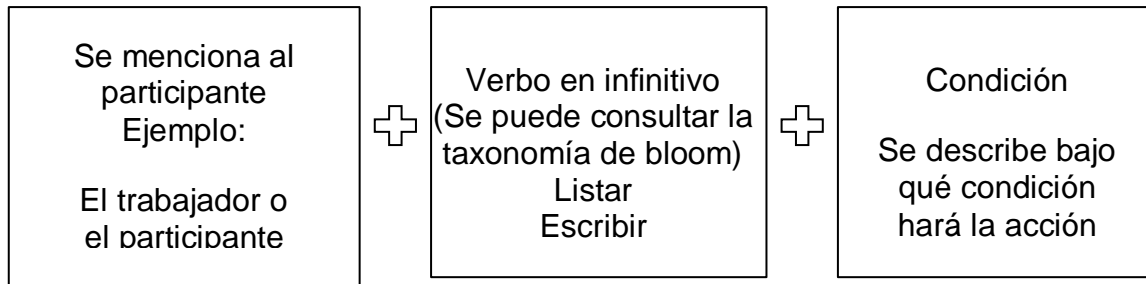 Se menciona al
participante
Ejemplo:
El trabajador o
el participante
Verbo en infinitivo
(Se puede consultar la
taxonomía de bloom)
Listar
Escribir
Condición
Se describe bajo
qué condición
hará la acción